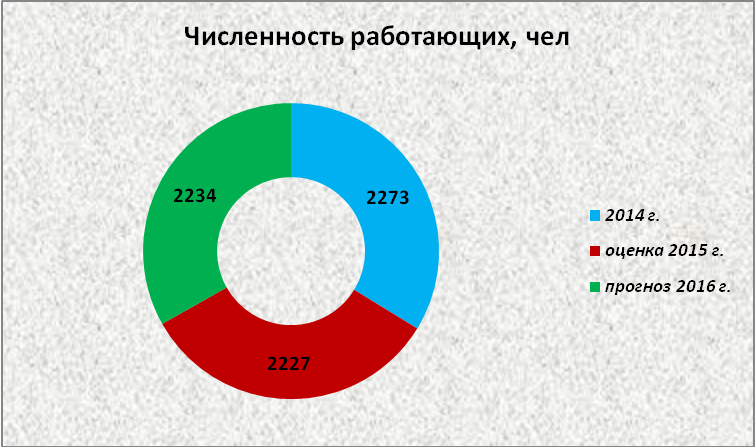 Численность работающих, чел
2234
2273
2227
2014 г.
оценка 2015 г.
прогноз 2016 г.